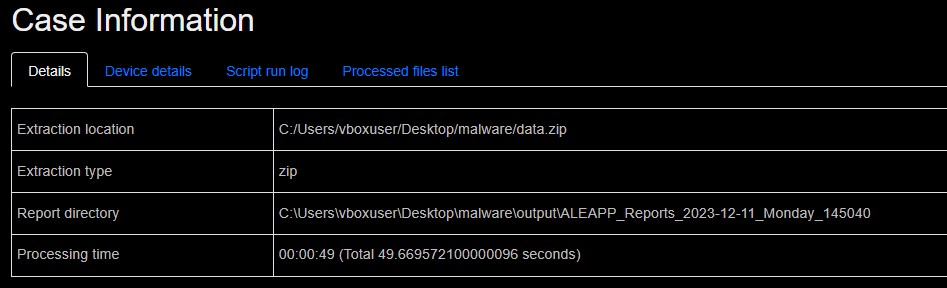 Case Information
Details Device details Script run log Processed files list
Extraction location C:/Users/vboxuser/Desktop/malware/data.zip
Extraction type zip
Report directory C:\Users\vboxuser\Desktop\malware\output\ALEAPP_Reports_2023-12-11_Monday_145040
Processing time 00:00:49 (Total 49.669572100000096 seconds)